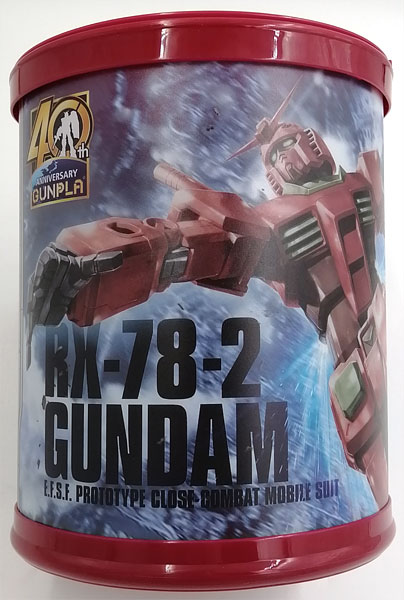 40th
ANNIVERSARY
GUNPLA
RX-78-2
GUNDAM
E.F.S.F. PROTOTYPE CLOSE-COMBAT MOBILE SUIT